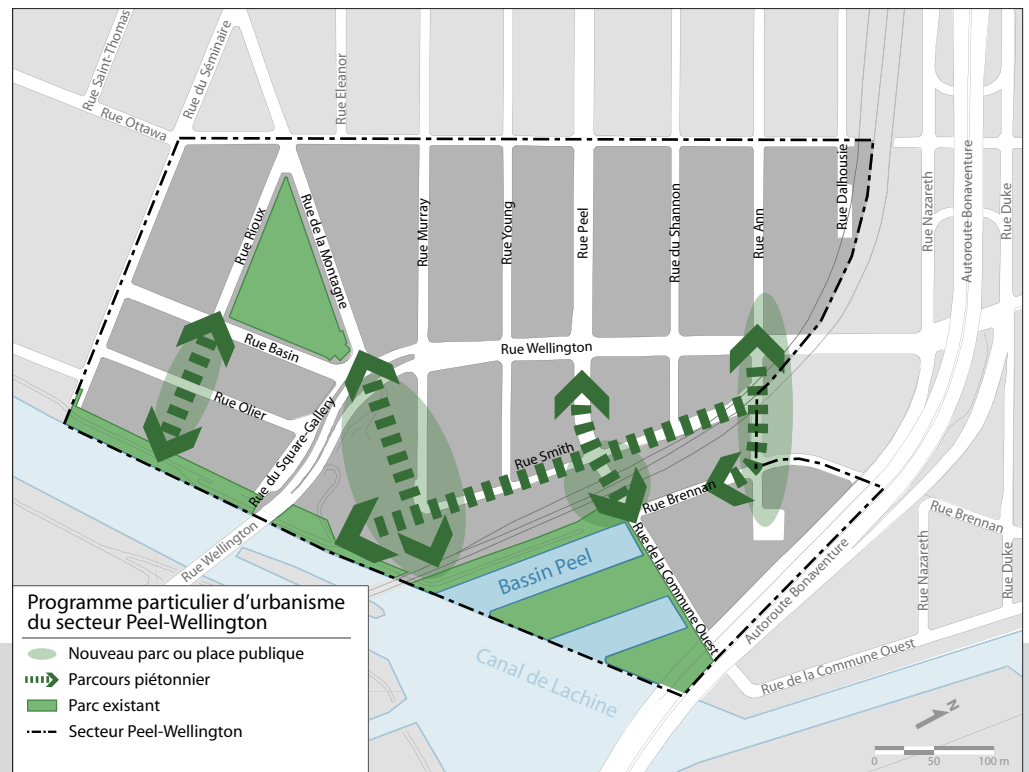 Rue Saint-Thomas
Rue du Séminaire
Rue Ottawa
Rue Eleanor
Rue Rioux
Rue de la Montagne
Rue Murray
Rue Young
Rue Peel
Rue du Shannon
Rue Ann
Rue Dalhousie
Rue Nazareth
Autoroute Bonaventure
Rue Duke
Rue Basin
Rue Wellington
Rue Olier
Rue du Square-Gallery
Rue Smith
Rue Brennan
Rue Wellington
Bassin Peel
Rue de la Commune Ouest
Rue Brennan
Autoroute Bonaventure
Rue Nazareth
Rue Duke
Rue de la Commune Ouest
Canal de Lachine
Programme particulier d’urbanisme
du secteur Peel-Wellington
Nouveau parc ou place publique
Parcours piétonnier
Parc existant
Secteur Peel-Wellington
N
0 50 100 m